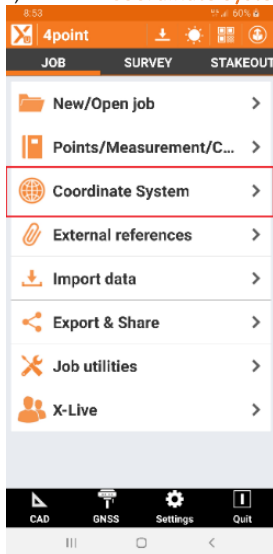 8:53 60%
4point
JOB SURVEY STAKEOUT
New/Open job
Points/Measurement/C...
Coordinate System
External references
Import data
Export & Share
Job utilities
X-Live
CAD GNSS Settings Quit